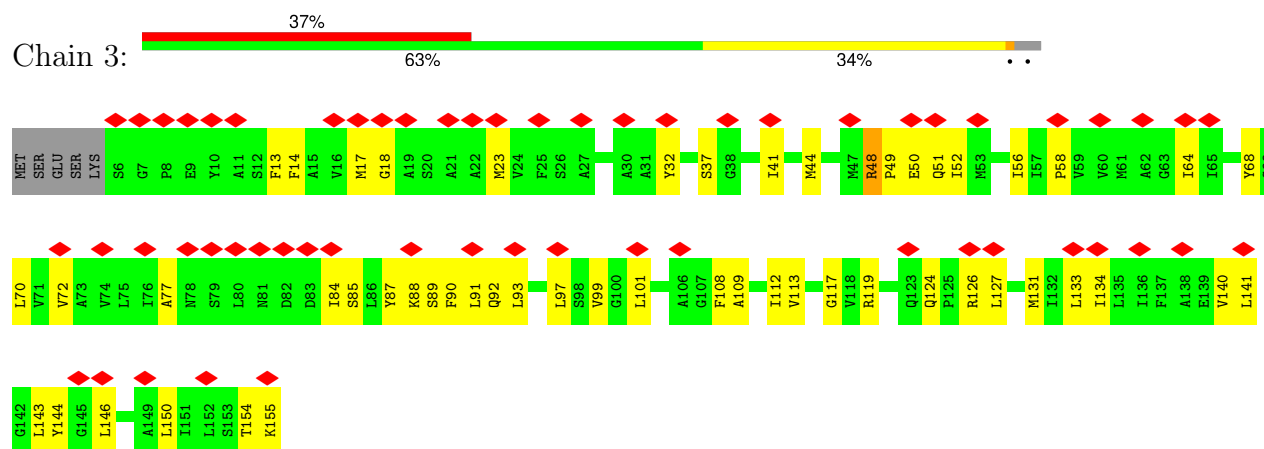 37%
Chain 3:
63% 34% • •
MET SER GLU SER LYS S6 G7 P8 E9 Y10 A11 S12 F13 F14 A15 V16 M17 G18 A19 S20 A21 A22 M23 V24 F25 S26 A27 A30 A31 Y32 S37 G38 I41 M44 M47 R48 P49 E50 Q51 I52 M53 I56 I57 P58 V59 V60 M61 A62 G63 I64 I65 Y68
L70 V71 V72 A73 V74 L75 I76 A77 N78 S79 L80 N81 D82 D83 I84 S85 L86 Y87 K88 S89 F90 L91 Q92 L93 L97 S98 V99 G100 L101 A106 G107 F108 A109 I112 V113 G117 V118 R119 Q123 Q124 P125 R126 L127 M131 I132 L133 I134 L135 I136 F137 A138 E139 V140 L141
G142 L143 Y144 G145 L146 A149 L150 I151 L152 S153 T154 K155